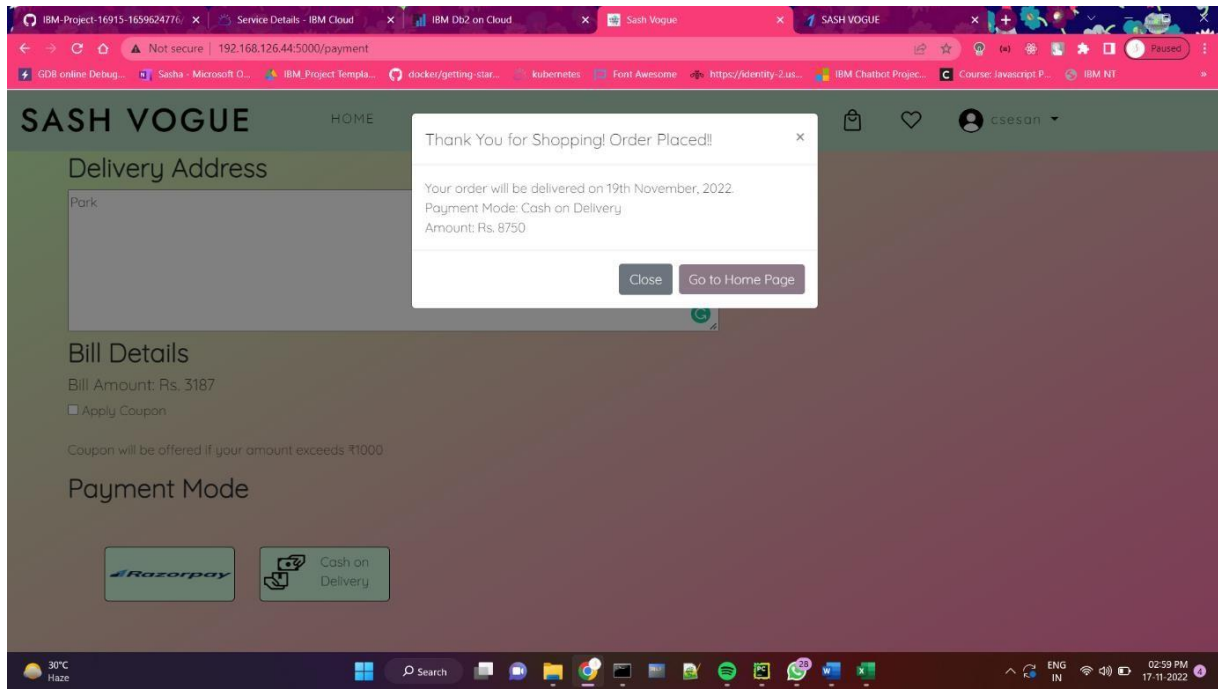 IBM-Project-16915-1659624776/
Service Details - IBM Cloud
IBM Db2 on Cloud
Sash Vogue
SASH VOGUE
Not secure | 192.168.126.44:5000/payment
Paused
GDB online Debug...
Sasha - Microsoft O...
IBM_Project Templa...
docker/getting-star...
kubernetes
Font Awesome
https://identity-2.us...
IBM Chatbot Projec...
Course: Javascript P...
IBM NT
»
SASH VOGUE
HOME
csesan
Thank You for Shopping! Order Placed!!
×
Your order will be delivered on 19th November, 2022.
Payment Mode: Cash on Delivery
Amount: Rs. 8750
Close
Go to Home Page
Delivery Address
Park
Bill Details
Bill Amount: Rs. 3187
Apply Coupon
Coupon will be offered if your amount exceeds ₹1000
Payment Mode
Razorpay
Cash on
Delivery
30°C
Haze
Search
28
ENG
IN
02:59 PM
17-11-2022
4